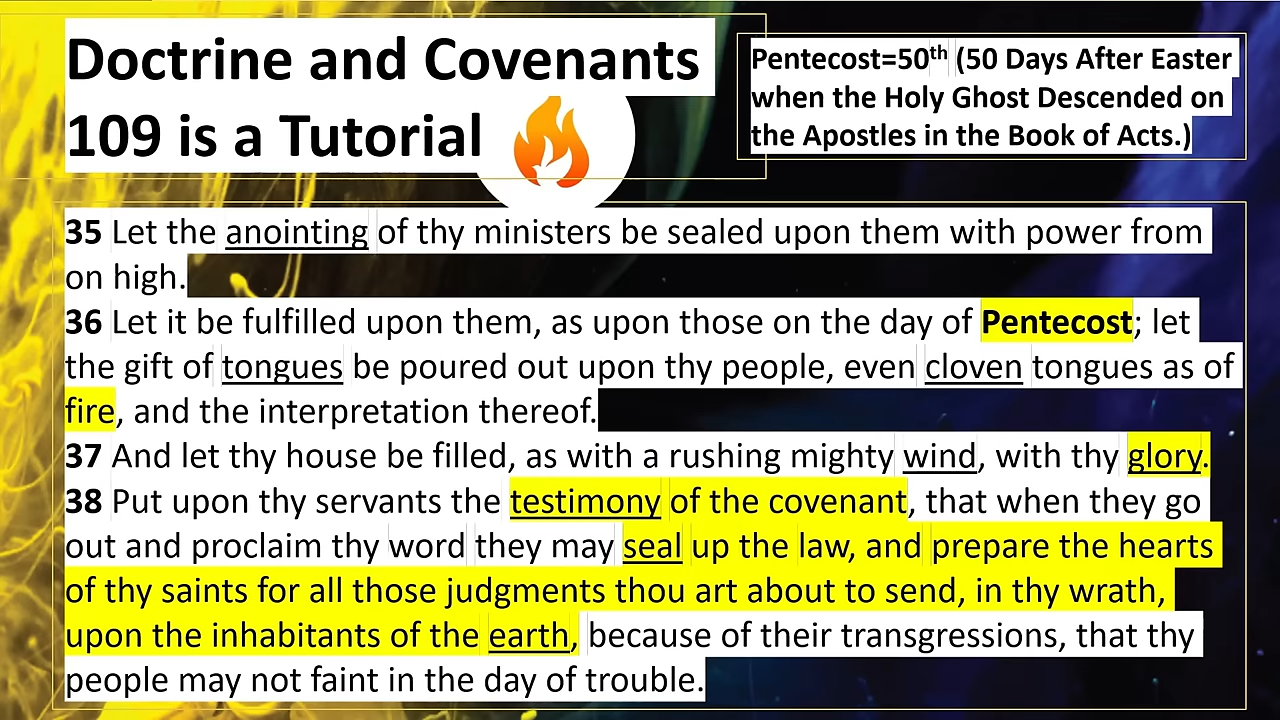 Doctrine and Covenants
109 is a Tutorial
Pentecost=50th (50 Days After Easter
when the Holy Ghost Descended on
the Apostles in the Book of Acts.)
35 Let the anointing of thy ministers be sealed upon them with power from
on high.
36 Let it be fulfilled upon them, as upon those on the day of Pentecost; let
the gift of tongues be poured out upon thy people, even cloven tongues as of
fire, and the interpretation thereof.
37 And let thy house be filled, as with a rushing mighty wind, with thy glory.
38 Put upon thy servants the testimony of the covenant, that when they go
out and proclaim thy word they may seal up the law, and prepare the hearts
of thy saints for all those judgments thou art about to send, in thy wrath,
upon the inhabitants of the earth, because of their transgressions, that thy
people may not faint in the day of trouble.